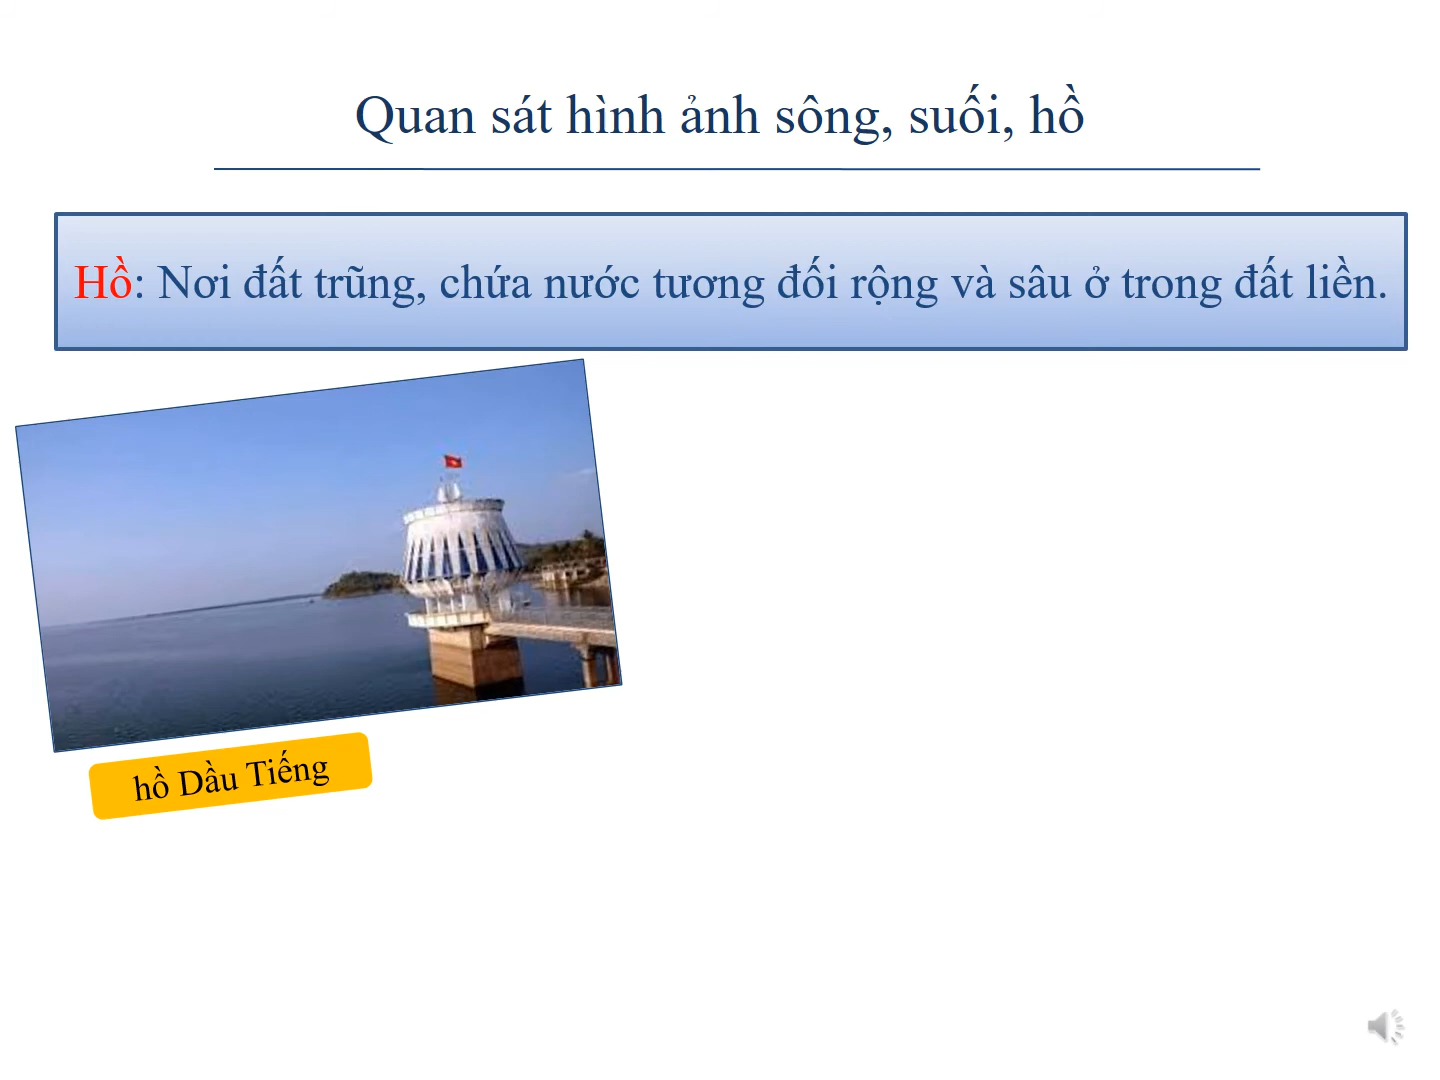 Quan sát hình ảnh sông, suối, hồ
Hồ: Nơi đất trũng, chứa nước tương đối rộng và sâu ở trong đất liền.
hồ Dầu Tiếng